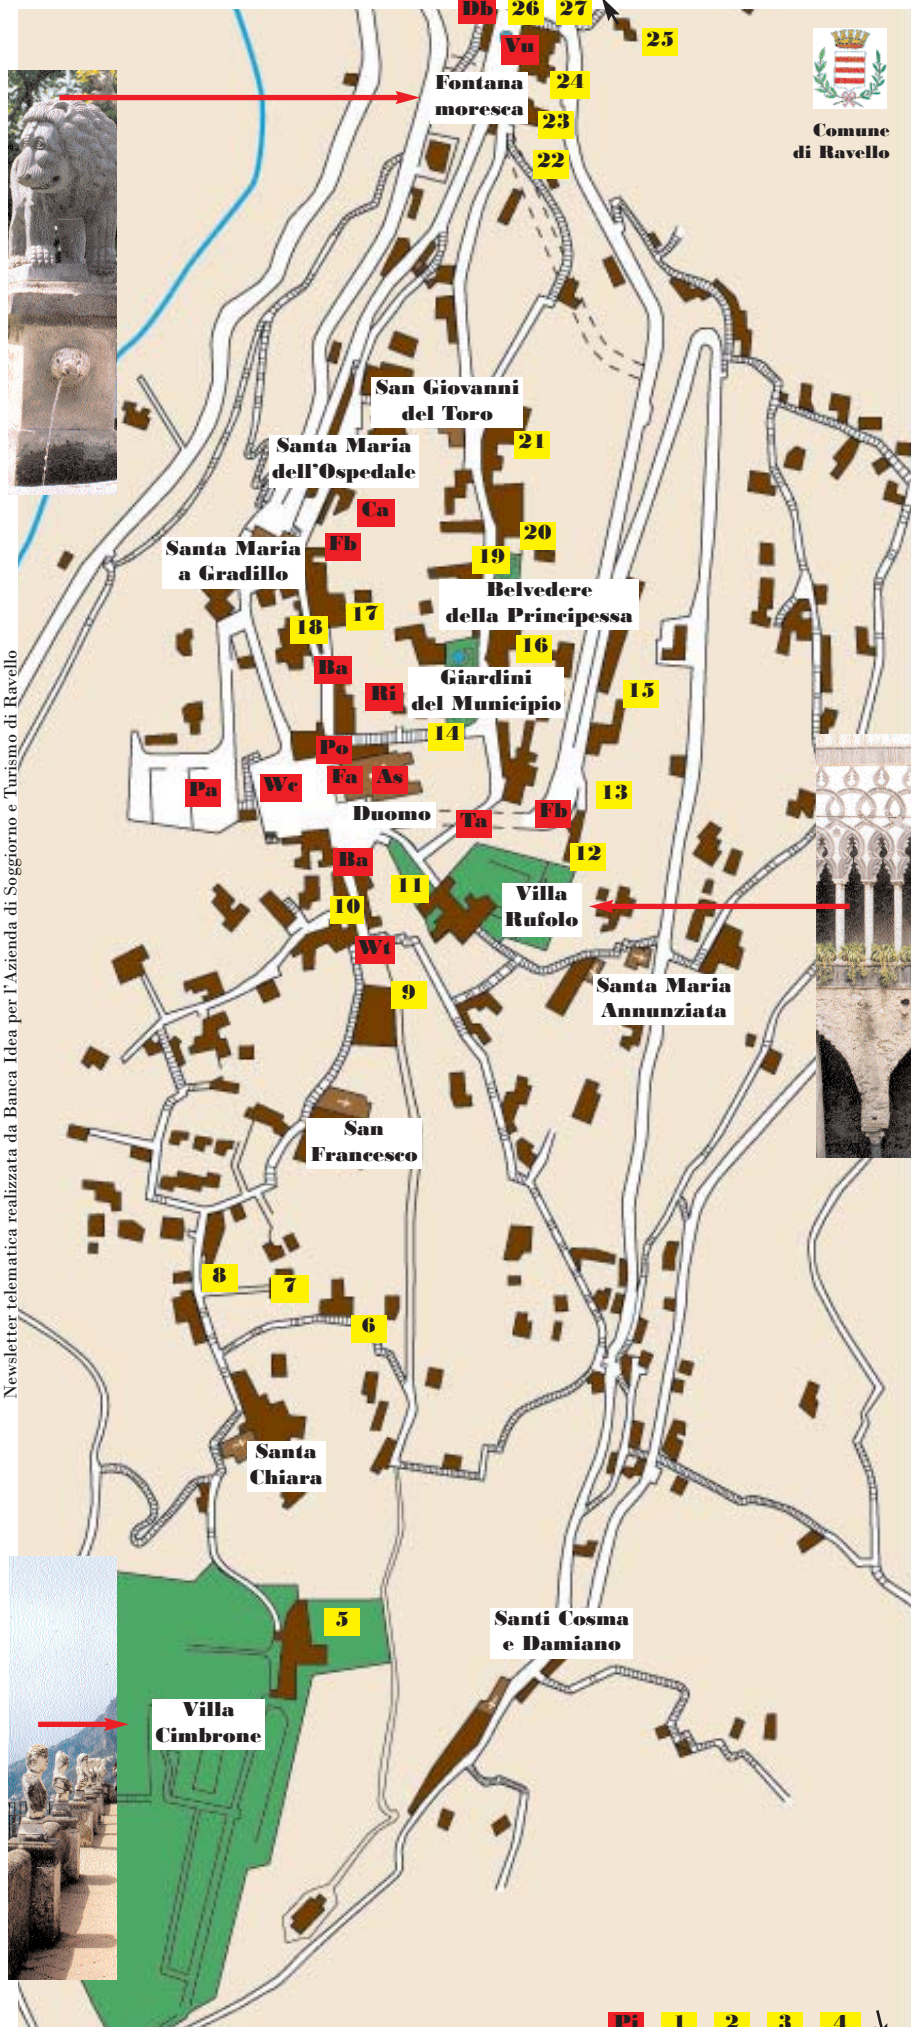 Db 26 27
Vu 25
Fontana
moresca
24
23
22
Comune
di Ravello
San Giovanni
del Toro
21
Santa Maria
dell'Ospedale
Ca
20
Fb
19
Santa Maria
a Gradillo
Belvedere
della Principessa
17
18
16
Ba
Giardini
del Municipio
Ri
15
14
Po
Fa As
Wc
Pa
13
Duomo
Ta
Fb
12
Ba
11
Villa
Rufolo
10
Wt
9
Santa Maria
Annunziata
San
Francesco
8
7
6
Santa
Chiara
5
Santi Cosma
e Damiano
Villa
Cimbrone
Pi 1 2 3 4
Newsletter telematica realizzata da Banca Idea per l'Azienda di Soggiorno e Turismo di Ravello